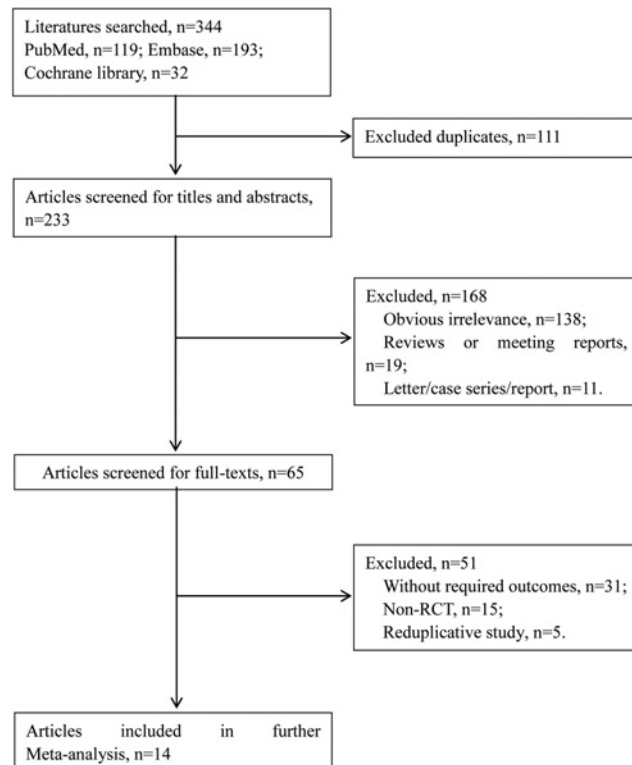 Literatures searched, n=344
PubMed, n=119; Embase, n=193;
Cochrane library, n=32
Excluded duplicates, n=111
Articles screened for titles and abstracts,
n=233
Excluded, n=168
Obvious irrelevance, n=138;
Reviews or meeting reports,
n=19;
Letter/case series/report, n=11.
Articles screened for full-texts, n=65
Excluded, n=51
Without required outcomes, n=31;
Non-RCT, n=15;
Reduplicative study, n=5.
Articles included in further
Meta-analysis, n=14